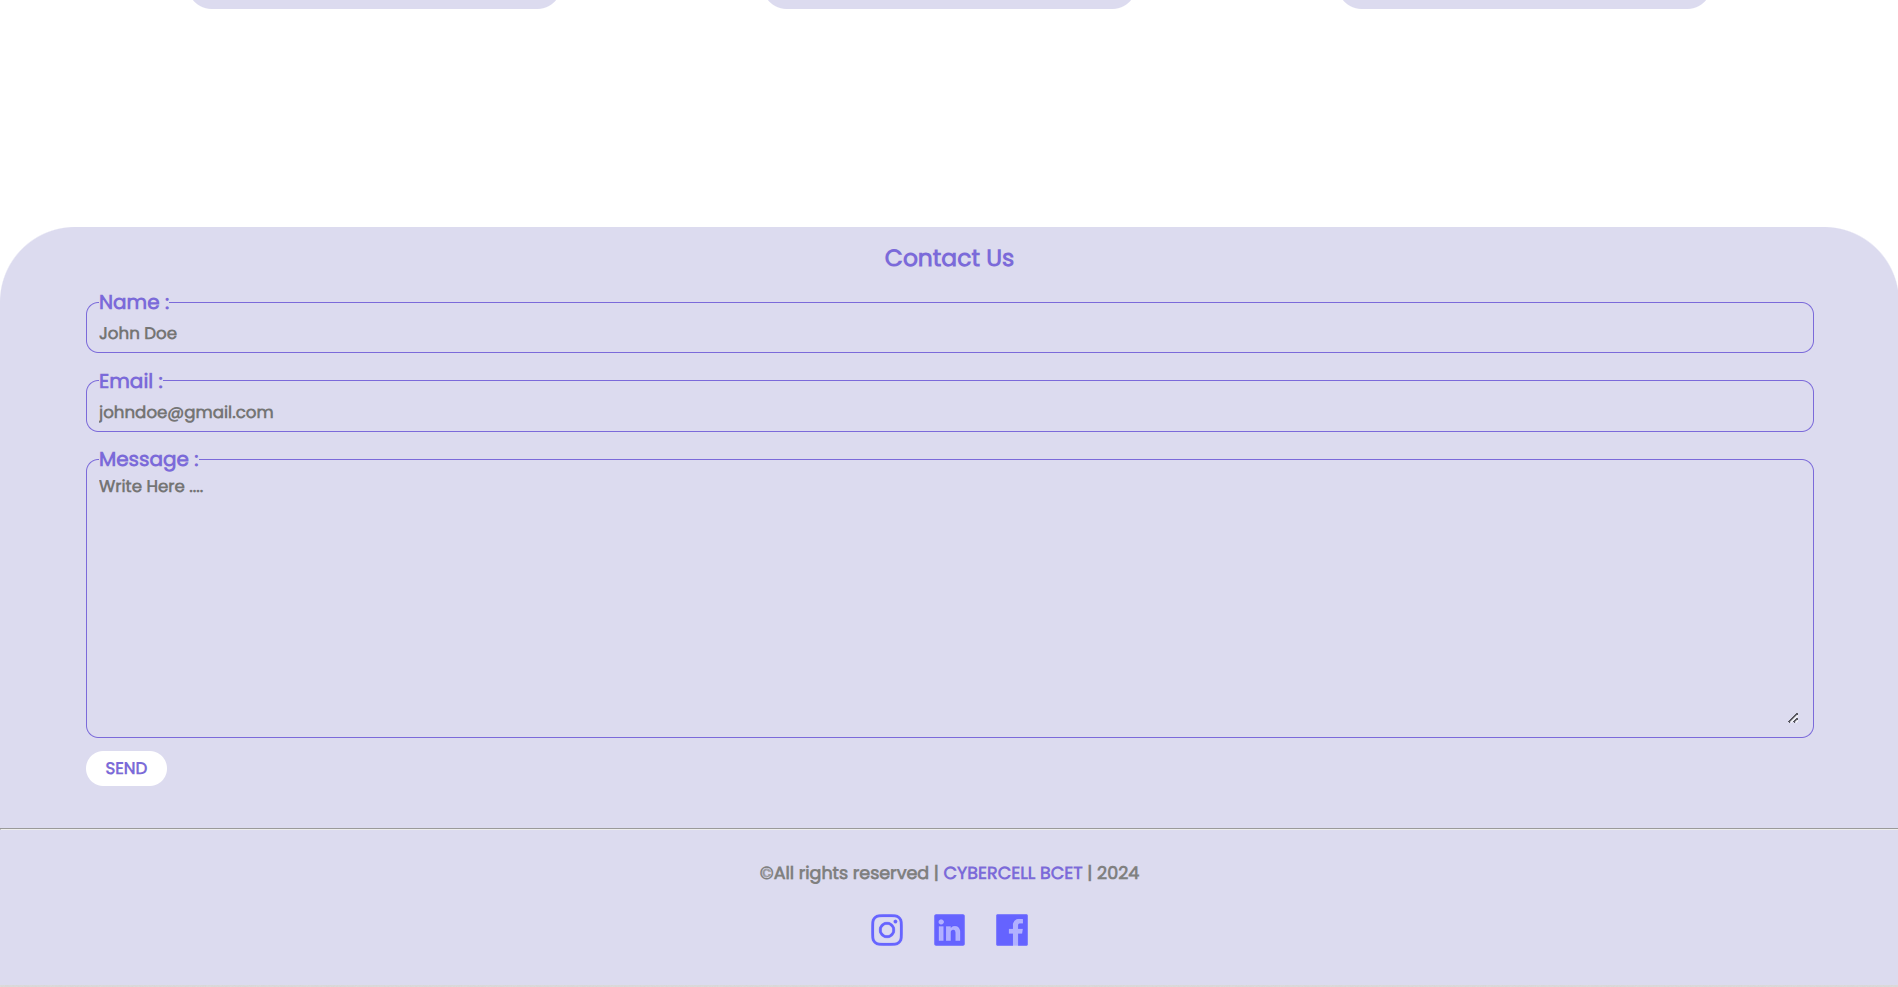 Contact Us
Name :
John Doe
Email :
johndoe@gmail.com
Message :
Write Here ....
SEND
©All rights reserved | CYBERCELL BCET | 2024